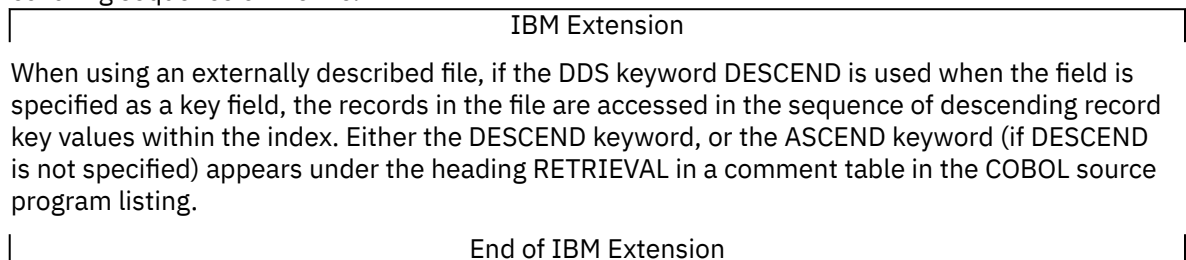 IBM Extension
When using an externally described file, if the DDS keyword DESCEND is used when the field is
specified as a key field, the records in the file are accessed in the sequence of descending record
key values within the index. Either the DESCEND keyword, or the ASCEND keyword (if DESCEND
is not specified) appears under the heading RETRIEVAL in a comment table in the COBOL source
program listing.
End of IBM Extension